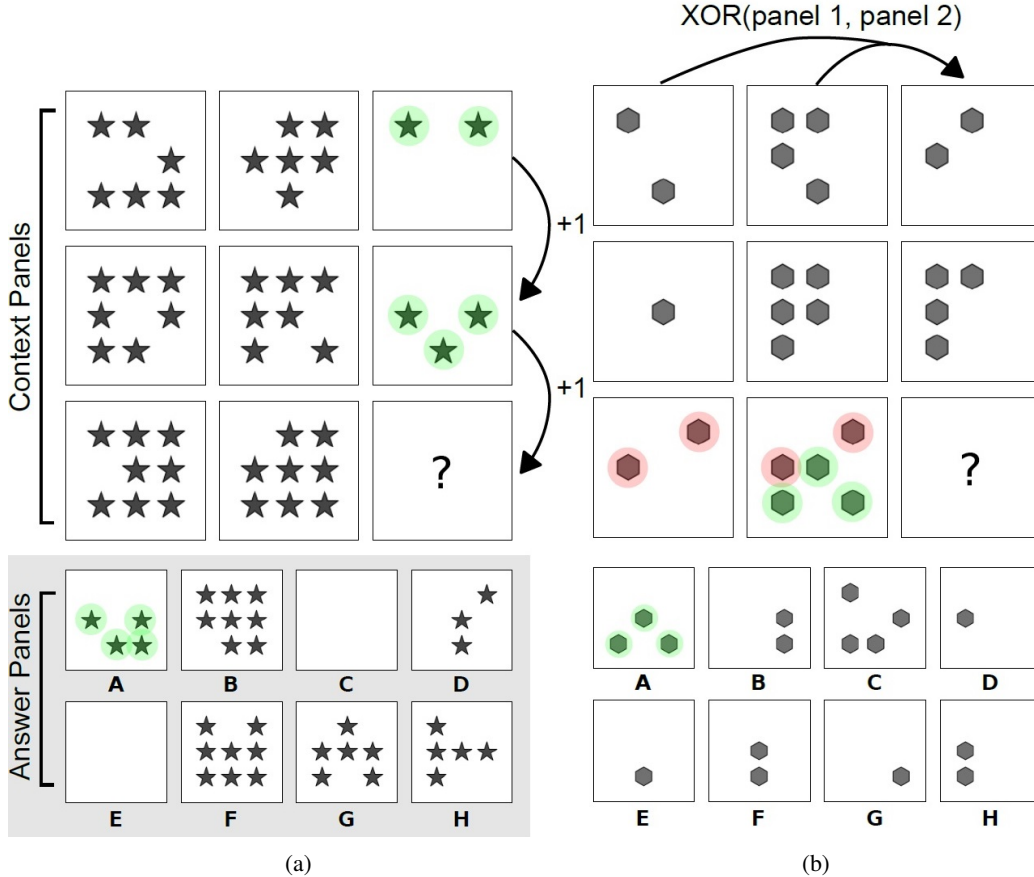 XOR(panel 1, panel 2)
Context Panels
+1
+1
?
?
Answer Panels
A B C D
E F G H
A B C D
E F G H
(a)
(b)